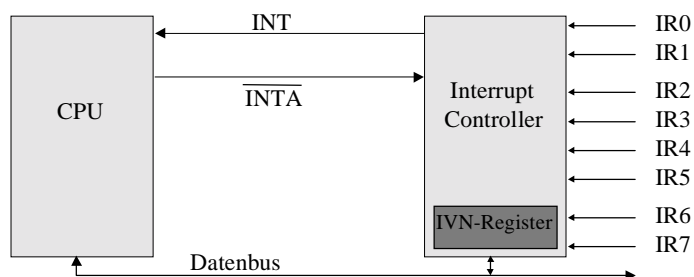 INT
INTA
CPU
Interrupt
Controller
IVN-Register
Datenbus
IR0
IR1
IR2
IR3
IR4
IR5
IR6
IR7